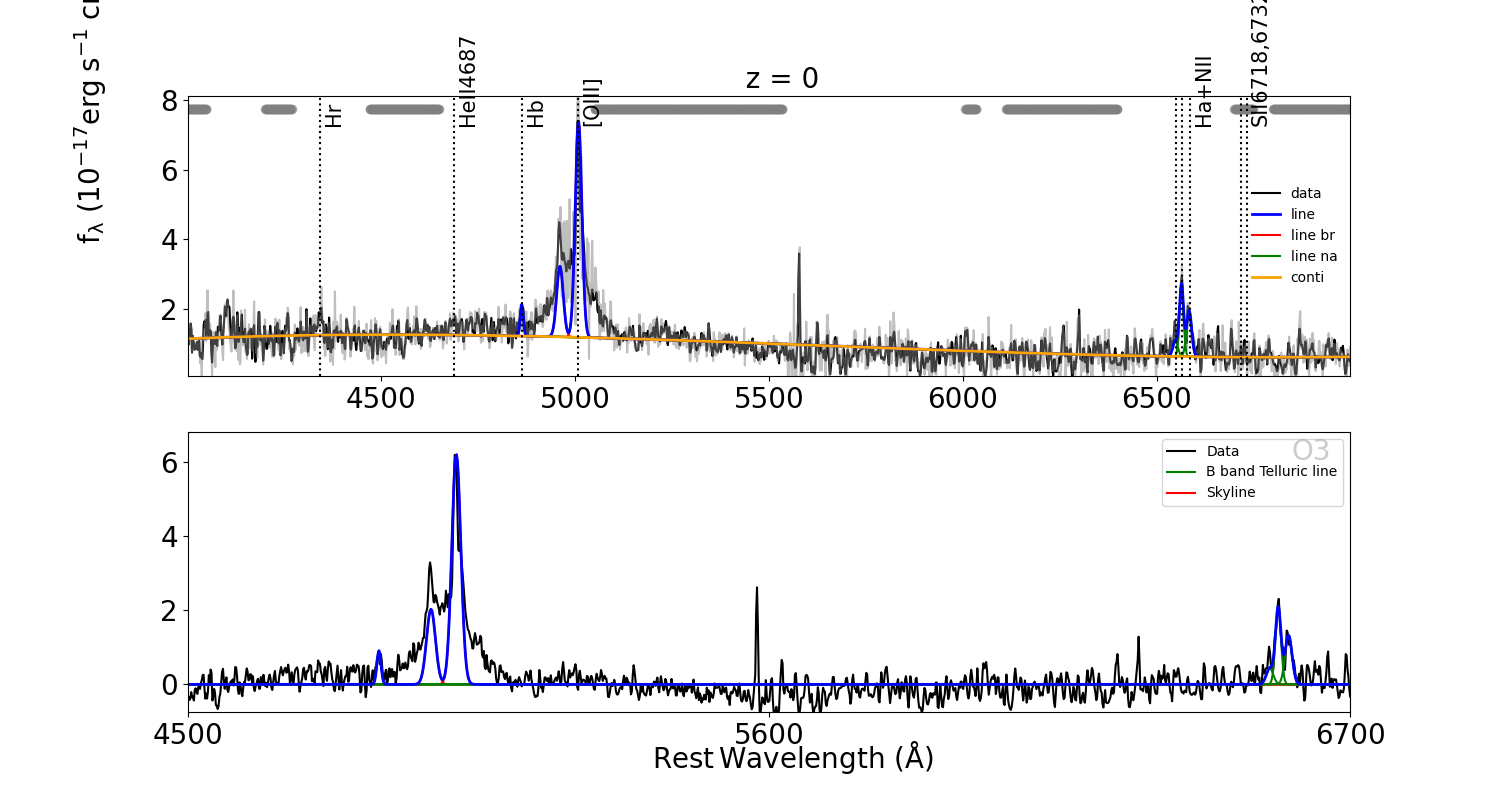 z = 0
f_λ (10^−17 erg s^−1
8
6
4
2
Hr
HeII4687
Hb
[OIII]
Ha+NII
SII6718,6732
data
line
line br
line na
conti
4500 5000 5500 6000 6500
O3
Data
B band Telluric line
Skyline
6
4
2
0
4500 5600 6700
Rest Wavelength (Å)